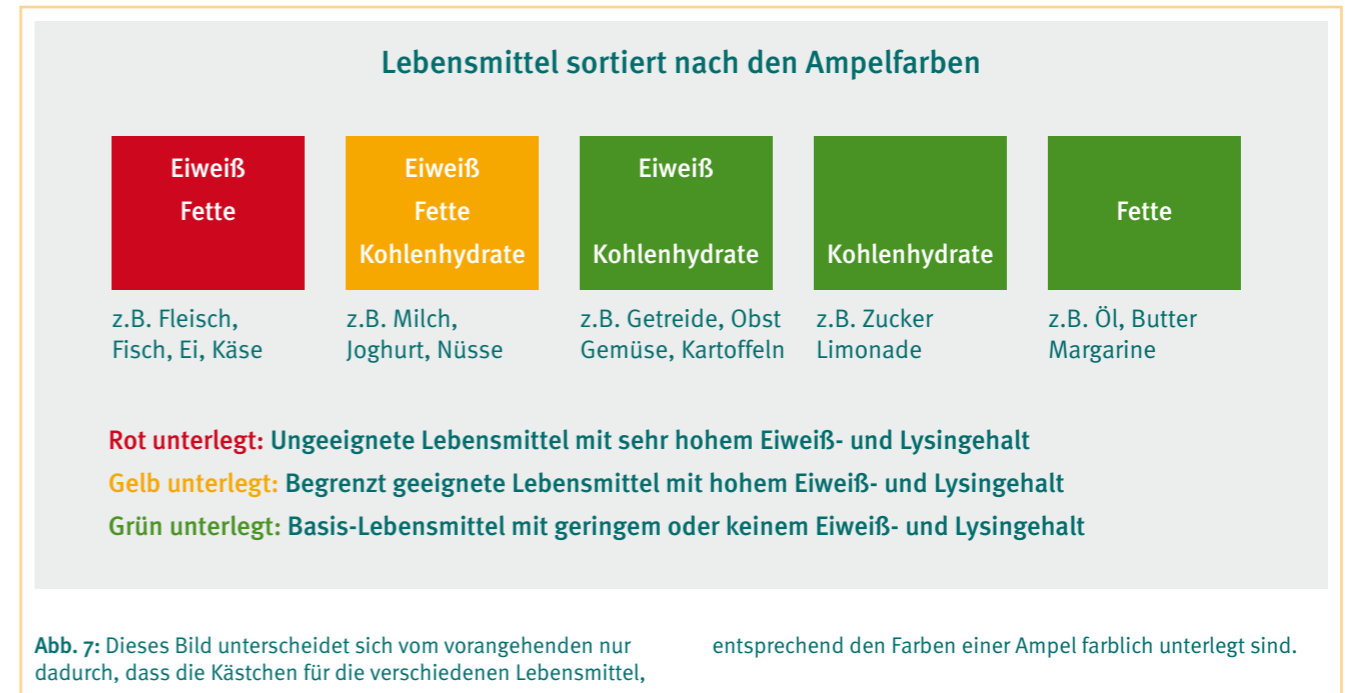 Lebensmittel sortiert nach den Ampelfarben
Eiweiß
Fette
z.B. Fleisch,
Fisch, Ei, Käse
Eiweiß
Fette
Kohlenhydrate
z.B. Milch,
Joghurt, Nüsse
Eiweiß
Kohlenhydrate
z.B. Getreide, Obst
Gemüse, Kartoffeln
Kohlenhydrate
z.B. Zucker
Limonade
Fette
z.B. Öl, Butter
Margarine
Rot unterlegt: Ungeeignete Lebensmittel mit sehr hohem Eiweiß- und Lysingehalt
Gelb unterlegt: Begrenzt geeignete Lebensmittel mit hohem Eiweiß- und Lysingehalt
Grün unterlegt: Basis-Lebensmittel mit geringem oder keinem Eiweiß- und Lysingehalt
Abb. 7: Dieses Bild unterscheidet sich vom vorangehenden nur
dadurch, dass die Kästchen für die verschiedenen Lebensmittel,
entsprechend den Farben einer Ampel farblich unterlegt sind.